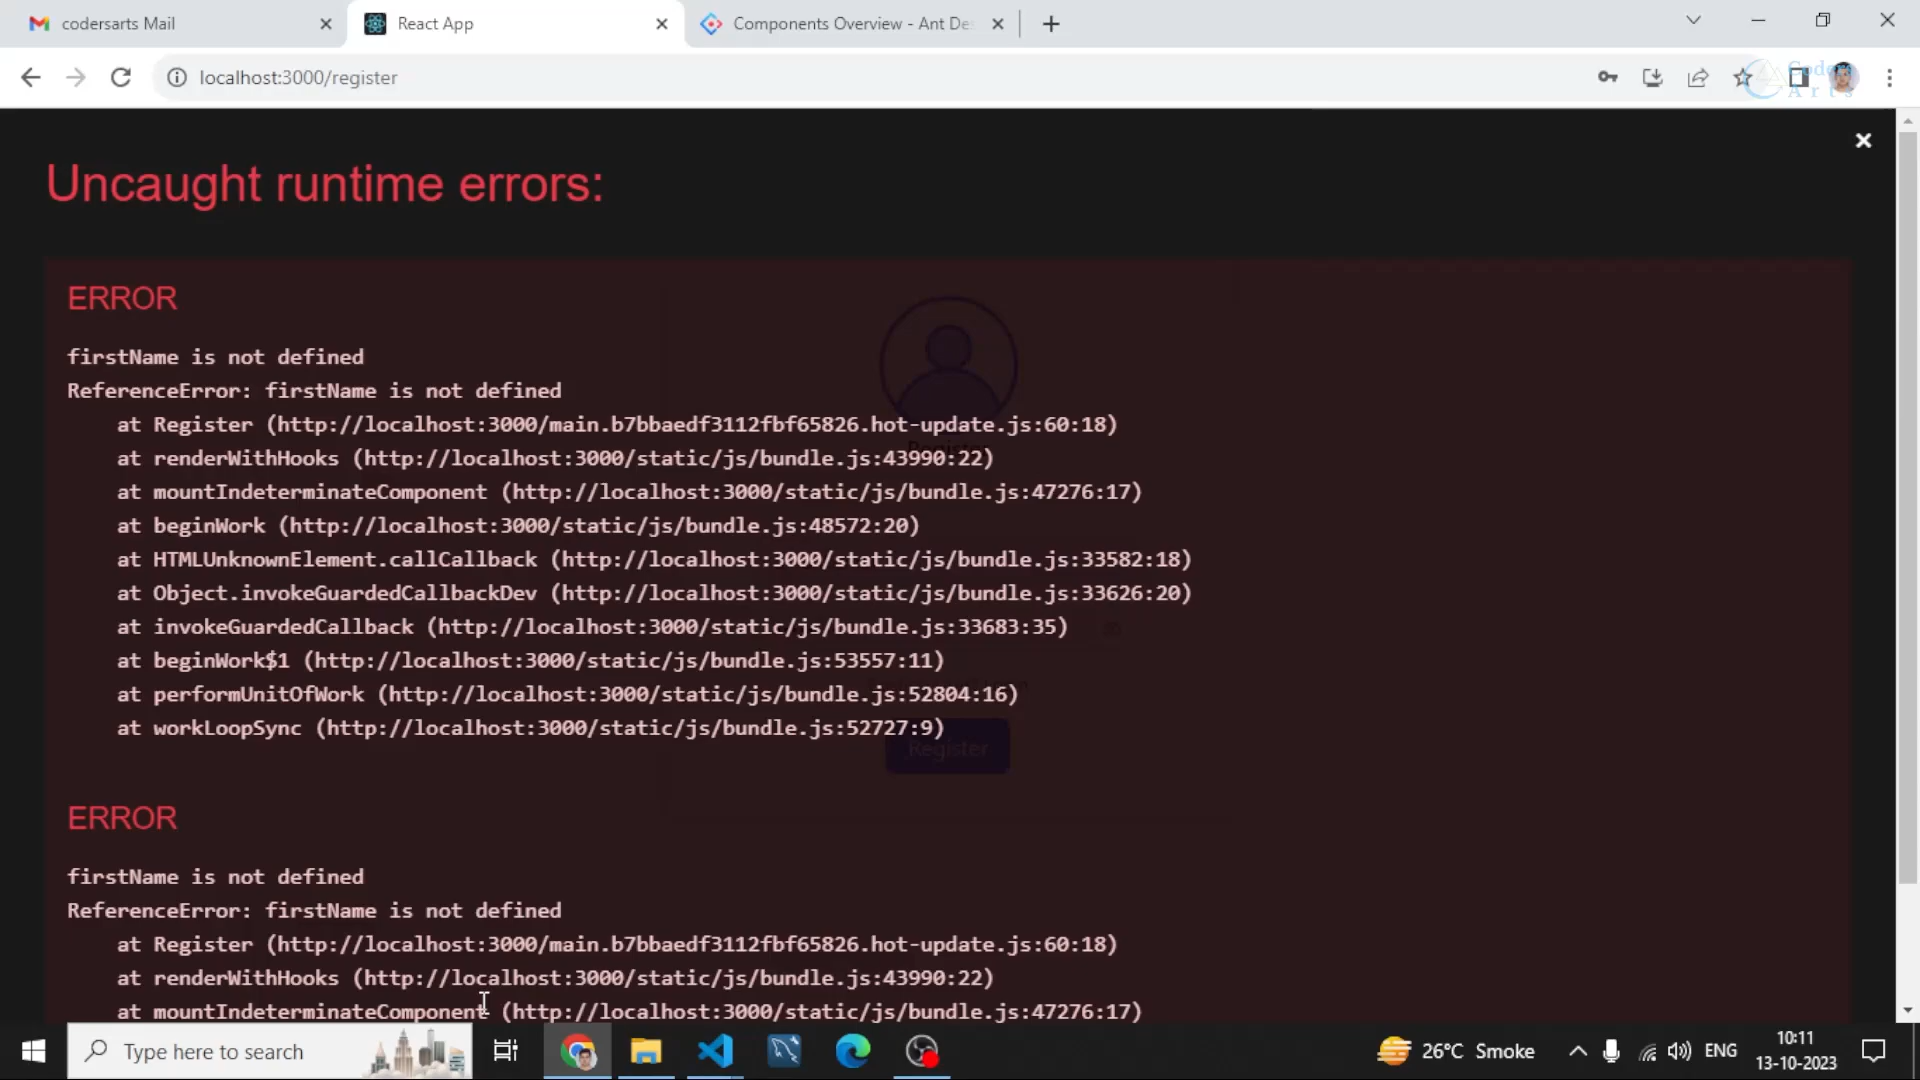 codersarts Mail
React App
Components Overview - Ant De
localhost:3000/register
Coders
Arts
Uncaught runtime errors:
ERROR
firstName is not defined
ReferenceError: firstName is not defined
at Register (http://localhost:3000/main.b7bbaedf3112fbf65826.hot-update.js:60:18)
at renderWithHooks (http://localhost:3000/static/js/bundle.js:43990:22)
at mountIndeterminateComponent (http://localhost:3000/static/js/bundle.js:47276:17)
at beginWork (http://localhost:3000/static/js/bundle.js:48572:20)
at HTMLUnknownElement.callCallback (http://localhost:3000/static/js/bundle.js:33582:18)
at Object.invokeGuardedCallbackDev (http://localhost:3000/static/js/bundle.js:33626:20)
at invokeGuardedCallback (http://localhost:3000/static/js/bundle.js:33683:35)
at beginWork$1 (http://localhost:3000/static/js/bundle.js:53557:11)
at performUnitOfWork (http://localhost:3000/static/js/bundle.js:52804:16)
at workLoopSync (http://localhost:3000/static/js/bundle.js:52727:9)
Register
ERROR
firstName is not defined
ReferenceError: firstName is not defined
at Register (http://localhost:3000/main.b7bbaedf3112fbf65826.hot-update.js:60:18)
at renderWithHooks (http://localhost:3000/static/js/bundle.js:43990:22)
at mountIndeterminateComponent (http://localhost:3000/static/js/bundle.js:47276:17)
Type here to search
26°C Smoke
ENG
10:11
13-10-2023